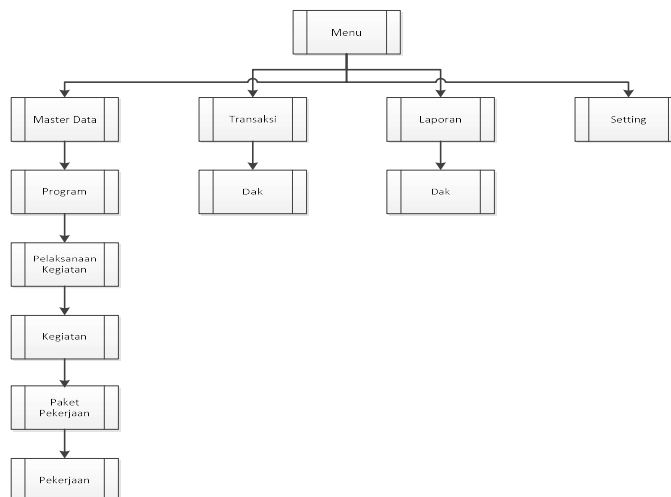 Menu
Master Data
Transaksi
Laporan
Setting
Program
Dak
Dak
Pelaksanaan
Kegiatan
Kegiatan
Paket
Pekerjaan
Pekerjaan